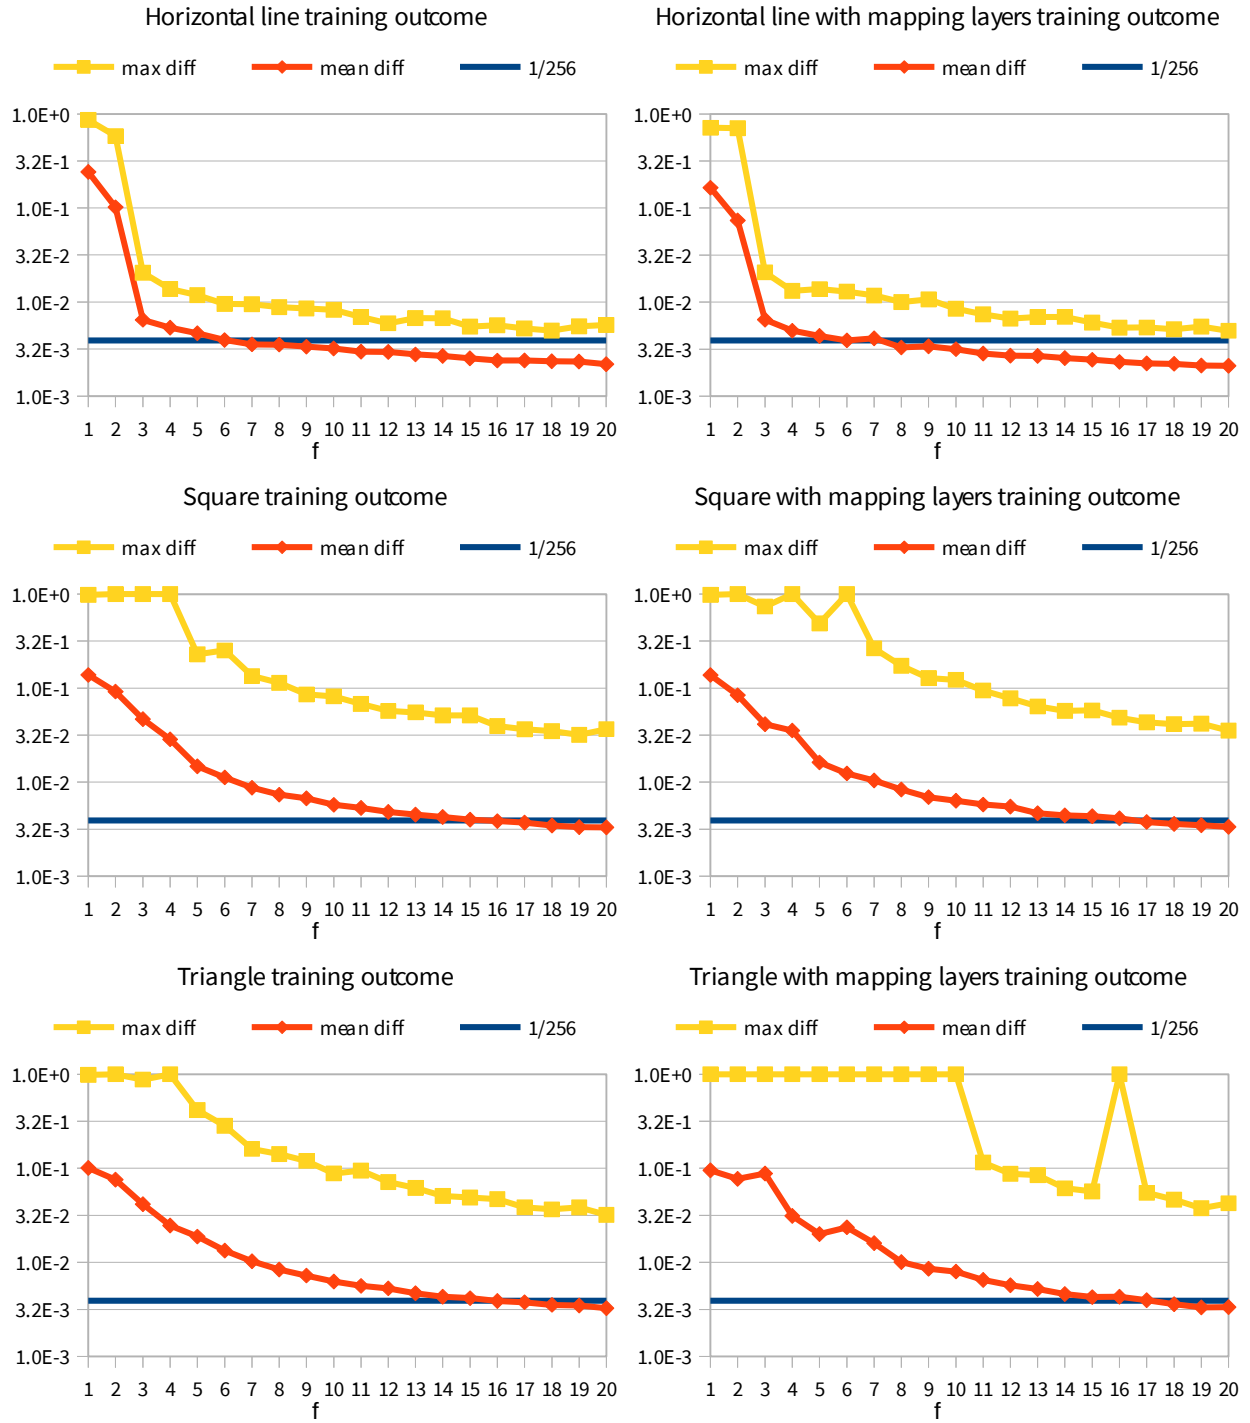 Horizontal line training outcome
max diff mean diff 1/256
1.0E+0
3.2E-1
1.0E-1
3.2E-2
1.0E-2
3.2E-3
1.0E-3
1 2 3 4 5 6 7 8 9 10 11 12 13 14 15 16 17 18 19 20
f
Horizontal line with mapping layers training outcome
max diff mean diff 1/256
1.0E+0
3.2E-1
1.0E-1
3.2E-2
1.0E-2
3.2E-3
1.0E-3
1 2 3 4 5 6 7 8 9 10 11 12 13 14 15 16 17 18 19 20
f
Square training outcome
max diff mean diff 1/256
1.0E+0
3.2E-1
1.0E-1
3.2E-2
1.0E-2
3.2E-3
1.0E-3
1 2 3 4 5 6 7 8 9 10 11 12 13 14 15 16 17 18 19 20
f
Square with mapping layers training outcome
max diff mean diff 1/256
1.0E+0
3.2E-1
1.0E-1
3.2E-2
1.0E-2
3.2E-3
1.0E-3
1 2 3 4 5 6 7 8 9 10 11 12 13 14 15 16 17 18 19 20
f
Triangle training outcome
max diff mean diff 1/256
1.0E+0
3.2E-1
1.0E-1
3.2E-2
1.0E-2
3.2E-3
1.0E-3
1 2 3 4 5 6 7 8 9 10 11 12 13 14 15 16 17 18 19 20
f
Triangle with mapping layers training outcome
max diff mean diff 1/256
1.0E+0
3.2E-1
1.0E-1
3.2E-2
1.0E-2
3.2E-3
1.0E-3
1 2 3 4 5 6 7 8 9 10 11 12 13 14 15 16 17 18 19 20
f